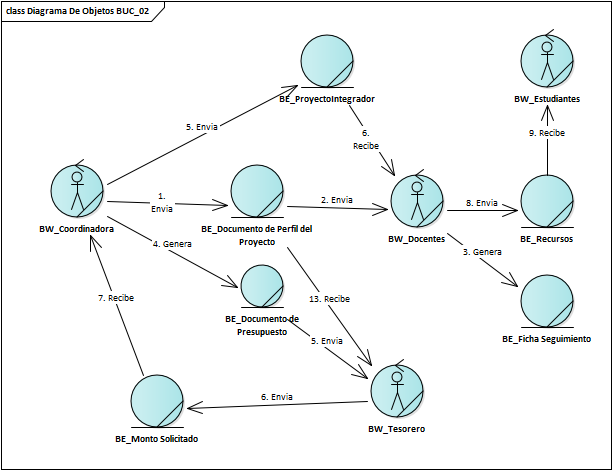 class Diagrama De Objetos BUC_02
BE_ProyectoIntegrador
BW_Estudiantes
5. Envia
6.
Recibe
9. Recibe
1.
Envia
2. Envia
8. Envia
BW_Coordinadora
BE_Documento de Perfil del
Proyecto
BW_Docentes
BE_Recursos
4. Genera
3. Genera
7. Recibe
13. Recibe
BE_Documento de
Presupuesto
5. Envia
BE_Ficha Seguimiento
6. Envia
BE_Monto Solicitado
BW_Tesorero